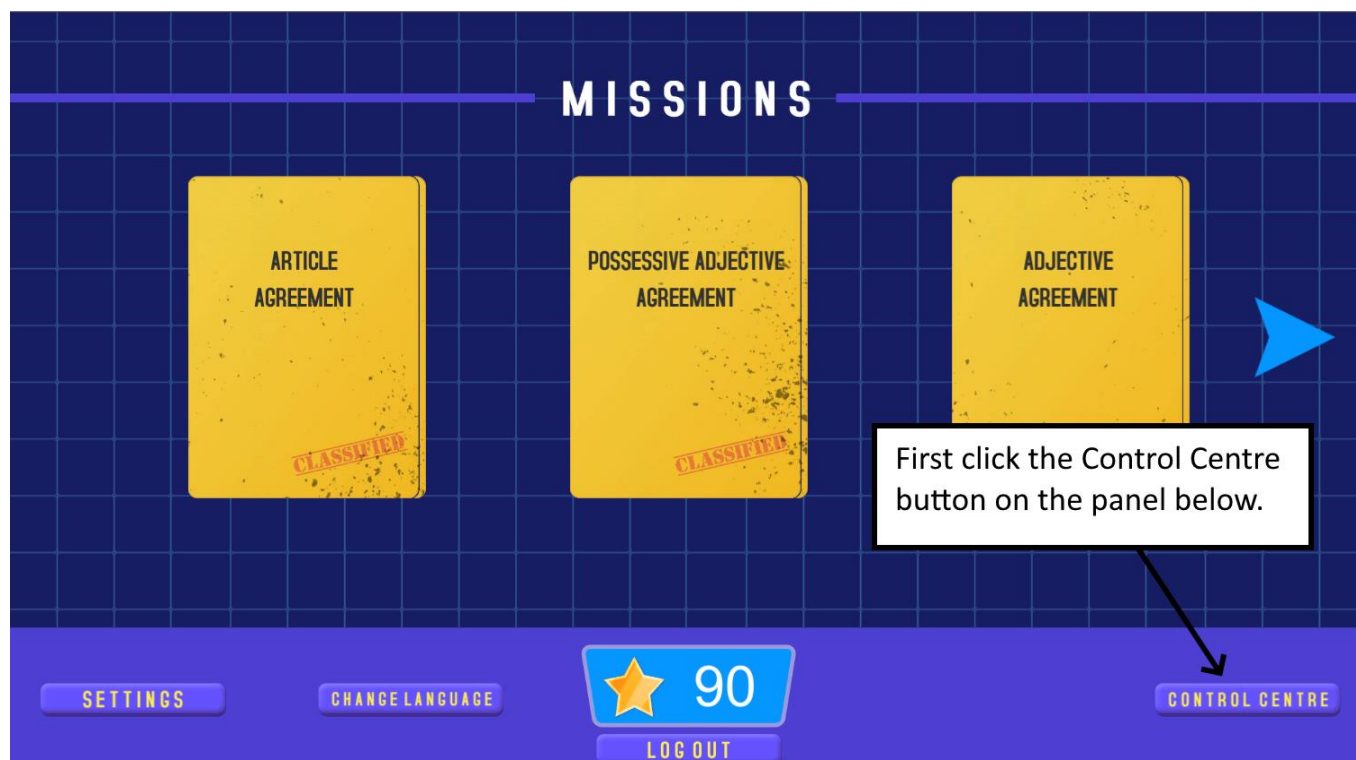 MISSIONS
ARTICLE
AGREEMENT
CLASSIFIED
POSSESSIVE ADJECTIVE
AGREEMENT
CLASSIFIED
ADJECTIVE
AGREEMENT
First click the Control Centre
button on the panel below.
SETTINGS
CHANGE LANGUAGE
90
LOG OUT
CONTROL CENTRE